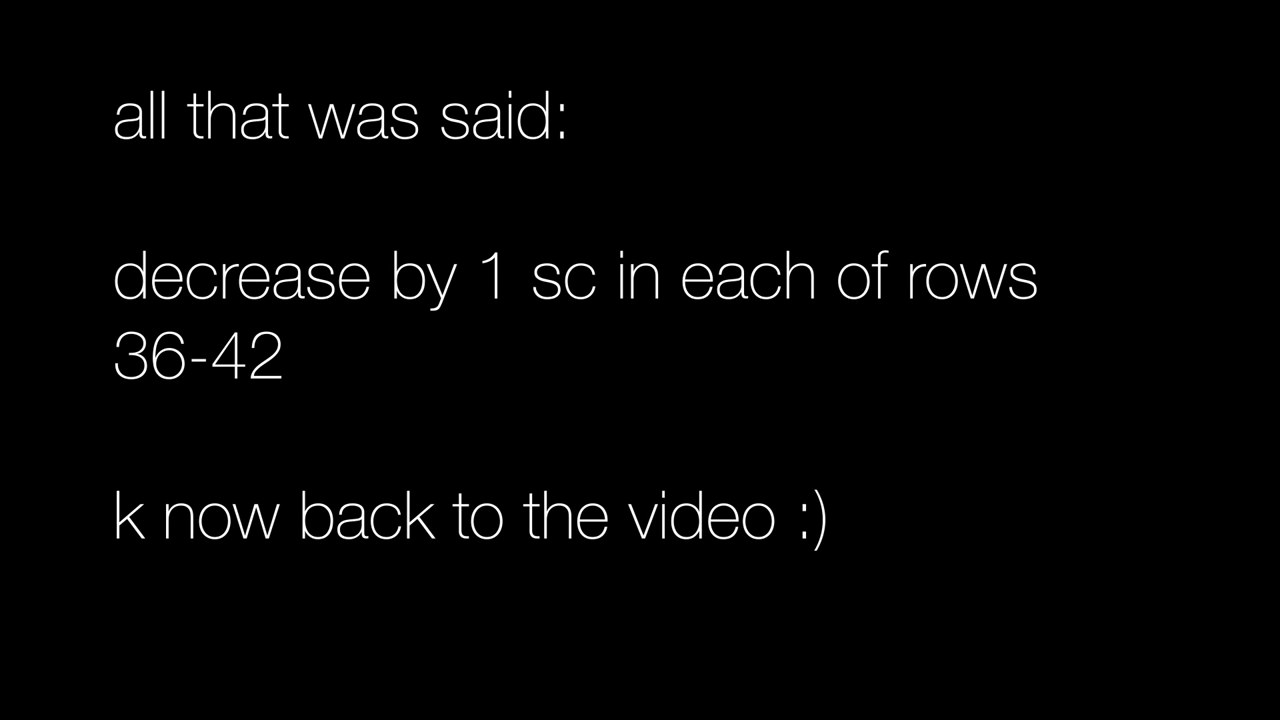 all that was said:
decrease by 1 sc in each of rows
36-42
k now back to the video :)